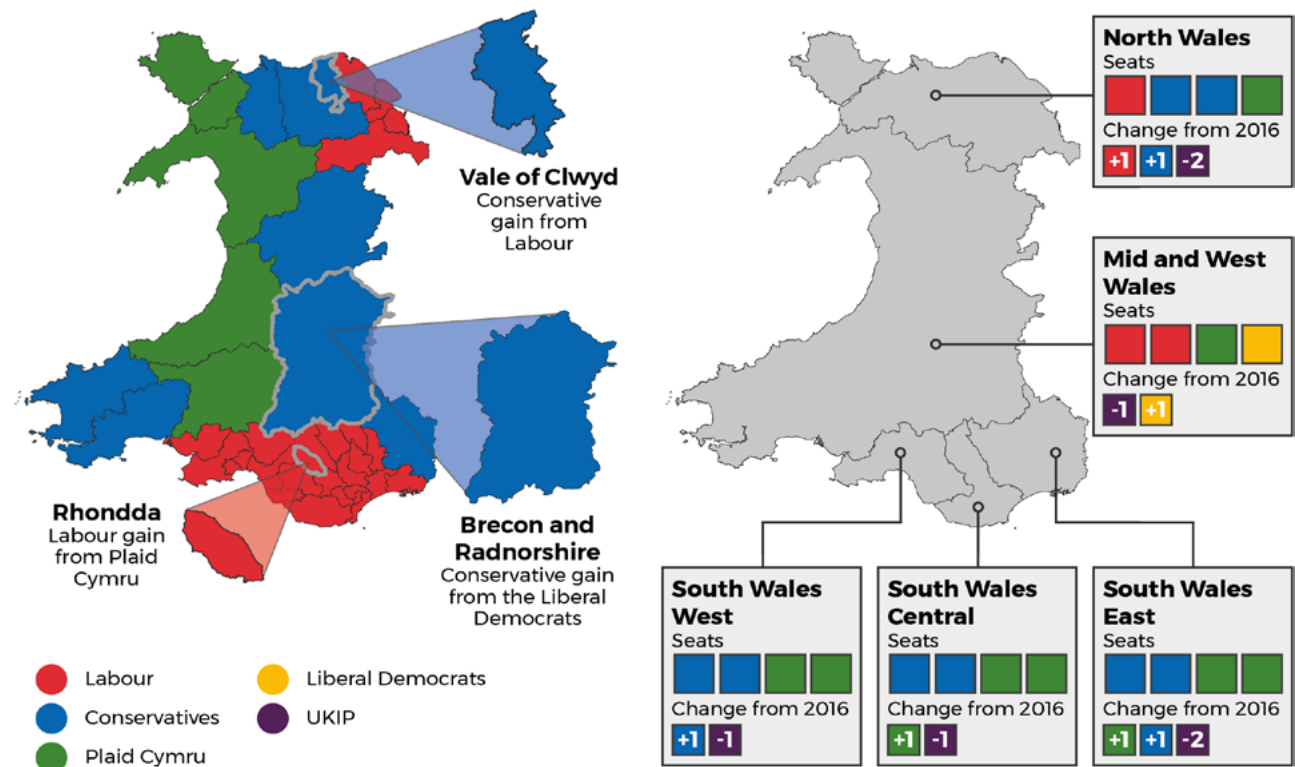 Vale of Clwyd
Conservative
gain from
Labour
Rhondda
Labour gain
from Plaid
Cymru
Brecon and
Radnorshire
Conservative gain
from the Liberal
Democrats
Labour
Conservatives
Plaid Cymru
Liberal Democrats
UKIP
North Wales
Seats
Change from 2016
+1 +1 -2
Mid and West
Wales
Seats
Change from 2016
-1 +1
South Wales
West
Seats
Change from 2016
+1 -1
South Wales
Central
Seats
Change from 2016
+1 -1
South Wales
East
Seats
Change from 2016
+1 +1 -2